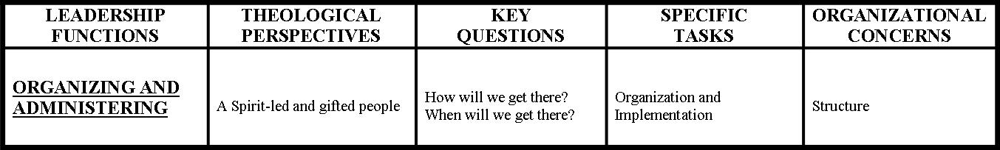 LEADERSHIP
FUNCTIONS
THEOLOGICAL
PERSPECTIVES
KEY
QUESTIONS
SPECIFIC
TASKS
ORGANIZATIONAL
CONCERNS
ORGANIZING AND
ADMINISTERING
A Spirit-led and gifted people
How will we get there?
When will we get there?
Organization and
Implementation
Structure